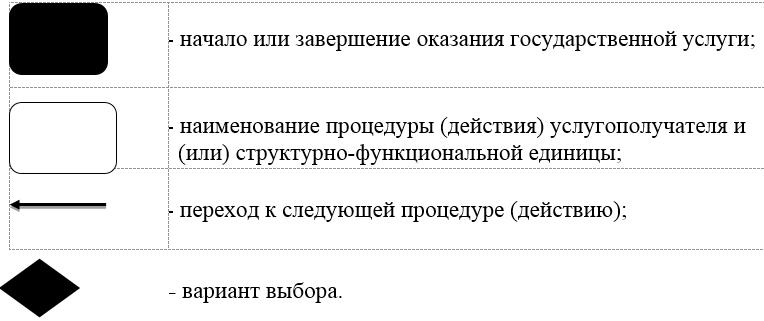 - начало или завершение оказания государственной услуги;
- наименование процедуры (действия) услугополучателя и
(или) структурно-функциональной единицы;
- переход к следующей процедуре (действию);
- вариант выбора.